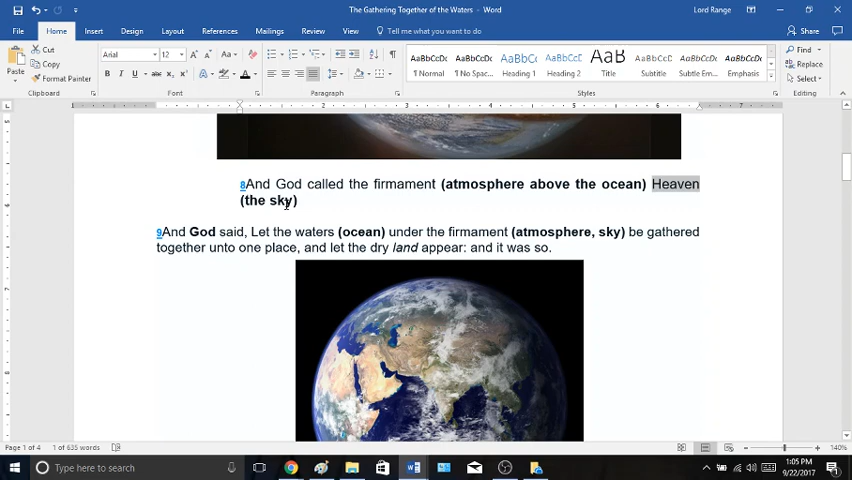 The Gathering Together of the Waters - Word
Lord Range
File Home Insert Design Layout References Mailings Review View Tell me what you want to do Share
Paste Cut Copy Format Painter
Clipboard
Arial 12
Font
Paragraph
AaBbCcDc AaBbCcDc AaBbCc AaBbCcC AaB AaBbCcD AaBbCcDc AaBbCcDc
¶ Normal ¶ No Spac... Heading 1 Heading 2 Title Subtitle Subtle Em... Emphasis
Styles
Find Replace Select
Editing
8And God called the firmament (atmosphere above the ocean) Heaven
(the sky)
9And God said, Let the waters (ocean) under the firmament (atmosphere, sky) be gathered
together unto one place, and let the dry land appear: and it was so.
Page 1 of 4 1 of 635 words 140%
Type here to search
1:05 PM
9/22/2017